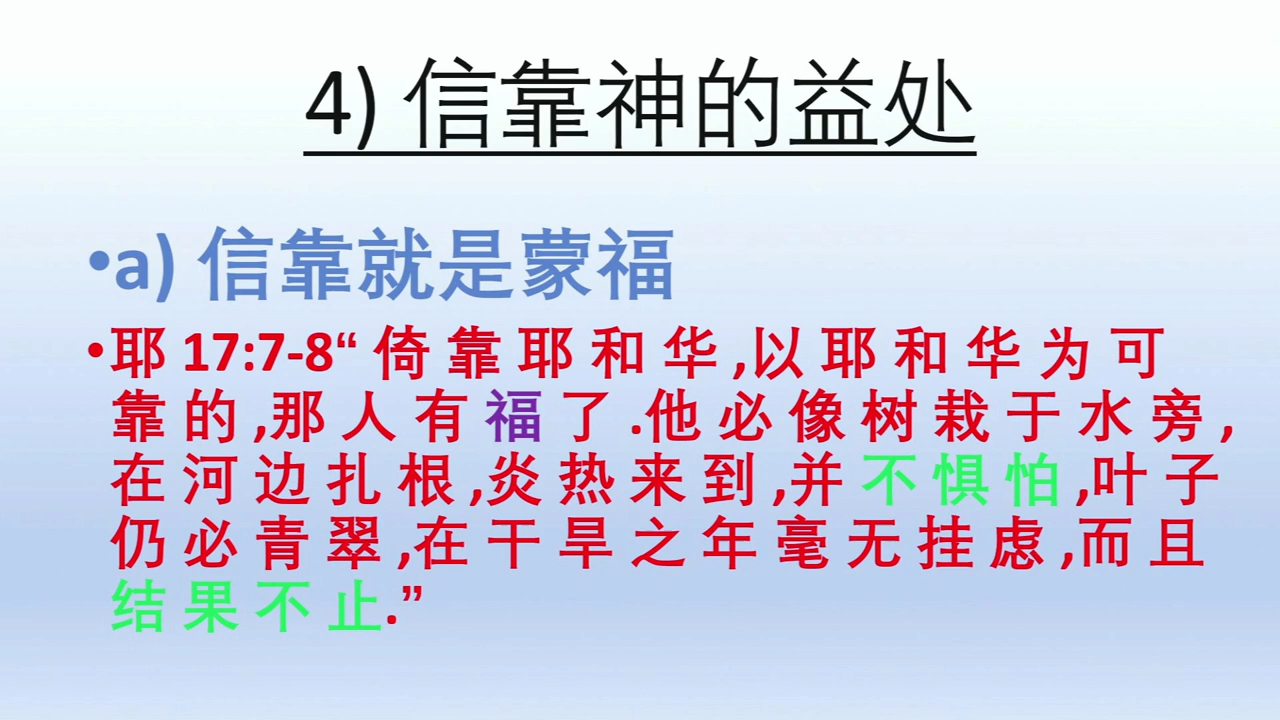 4) 信靠神的益处
•a) 信靠就是蒙福
•耶 17:7-8“ 倚 靠 耶 和 华 ,以 耶 和 华 为 可
靠 的 ,那 人 有 福 了 .他 必 像 树 栽 于 水 旁 ,
在 河 边 扎 根 ,炎 热 来 到 ,并 不 惧 怕 ,叶 子
仍 必 青 翠 ,在 干 旱 之 年 毫 无 挂 虑 ,而 且
结 果 不 止.”